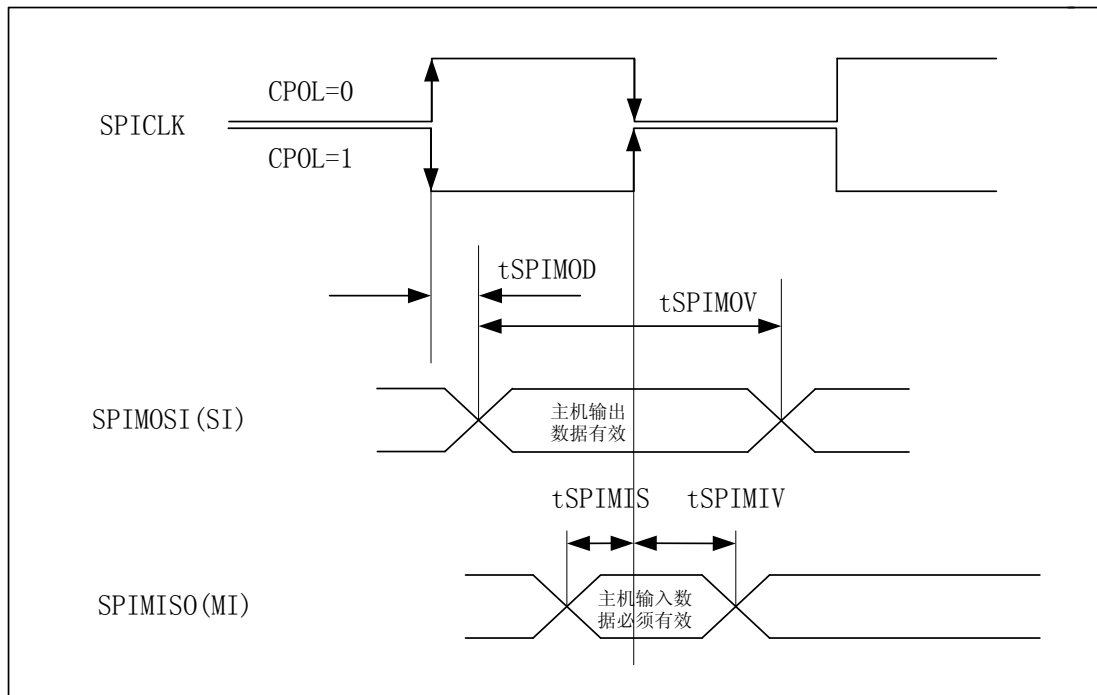 CPOL=0
SPICLK
CPOL=1
tSPIMOD
tSPIMOV
SPIMOSI(SI)
主机输出
数据有效
tSPIMIS
tSPIMIV
SPIMISO(MI)
主机输入数
据必须有效